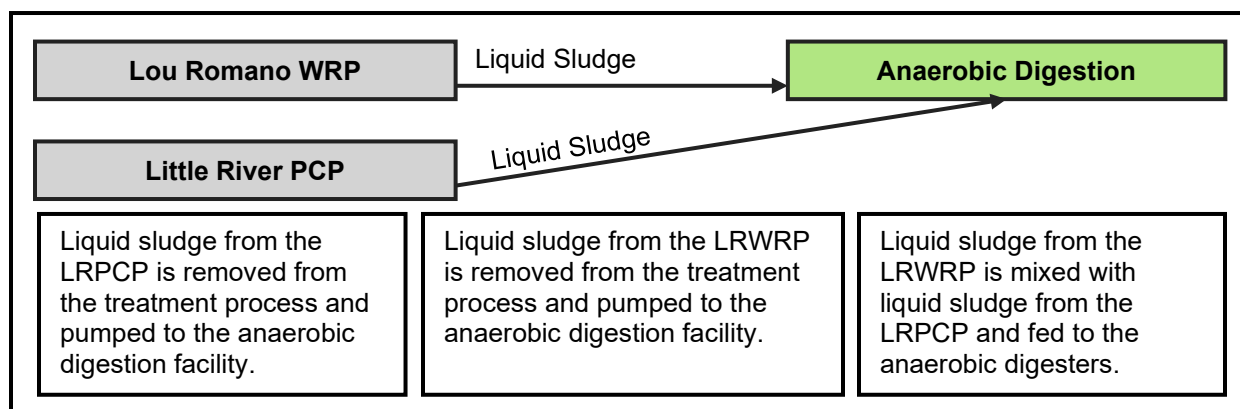 Lou Romano WRP
Liquid Sludge
Anaerobic Digestion
Little River PCP
Liquid Sludge
Liquid sludge from the
LRPCP is removed from
the treatment process and
pumped to the anaerobic
digestion facility.
Liquid sludge from the LRWRP
is removed from the treatment
process and pumped to the
anaerobic digestion facility.
Liquid sludge from the
LRWRP is mixed with
liquid sludge from the
LRPCP and fed to the
anaerobic digesters.